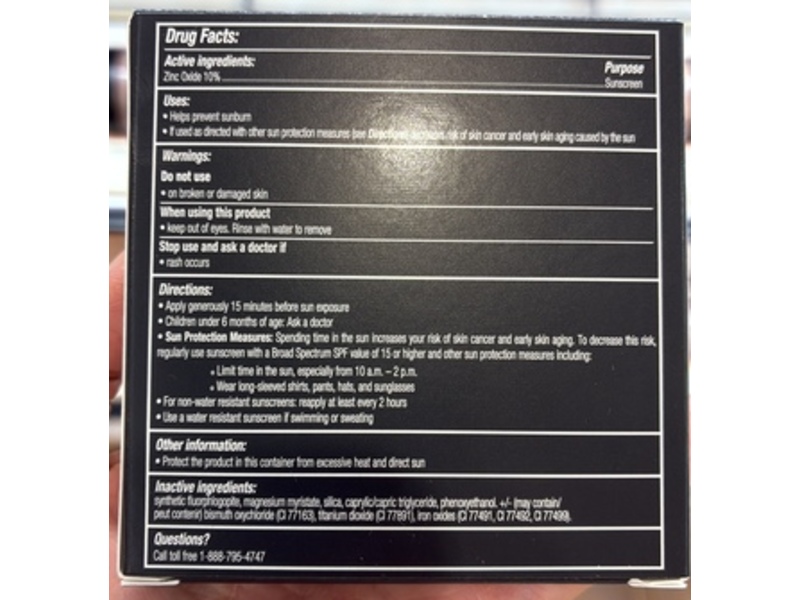 Drug Facts:
Active ingredients:
Purpose
Zinc Oxide 10%
Sunscreen
Uses:
• Helps prevent sunburn
• If used as directed with other sun protection measures (see Directions) decreases risk of skin cancer and early skin aging caused by the sun
Warnings:
Do not use
• on broken or damaged skin
When using this product
• keep out of eyes. Rinse with water to remove
Stop use and ask a doctor if
• rash occurs
Directions:
• Apply generously 15 minutes before sun exposure
• Children under 6 months of age: Ask a doctor
• Sun Protection Measures: Spending time in the sun increases your risk of skin cancer and early skin aging. To decrease this risk,
regularly use sunscreen with a Broad Spectrum SPF value of 15 or higher and other sun protection measures including:
• Limit time in the sun, especially from 10 a.m. – 2 p.m.
• Wear long-sleeved shirts, pants, hats, and sunglasses
• For non-water resistant sunscreens: reapply at least every 2 hours
• Use a water resistant sunscreen if swimming or sweating
Other information:
• Protect the product in this container from excessive heat and direct sun
Inactive ingredients:
synthetic fluorphlogopite, magnesium myristate, silica, caprylic/capric triglyceride, phenoxyethanol. +/- (may contain/
peut contenir) bismuth oxychloride (CI 77163), titanium dioxide (CI 77891), iron oxides (CI 77491, CI 77492, CI 77499).
Questions?
Call toll free 1-888-795-4747